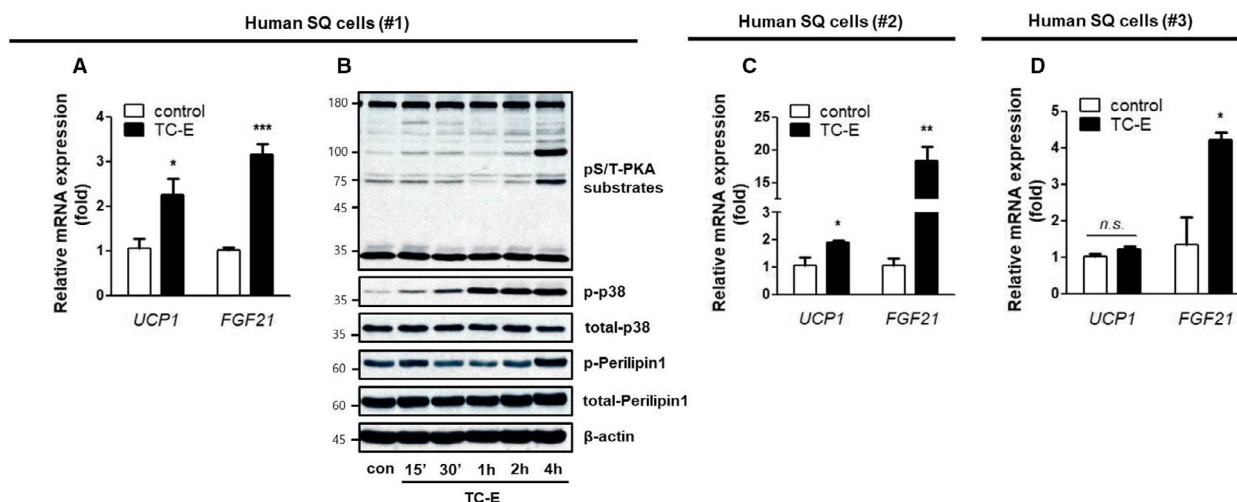 Human SQ cells (#1)
Human SQ cells (#2)
Human SQ cells (#3)
A
control
TC-E
Relative mRNA expression
(fold)
4
3
2
1
0
*
***
UCP1
FGF21
B
180
100
75
45
35
pS/T-PKA
substrates
35
p-p38
35
total-p38
60
p-Perilipin1
60
total-Perilipin1
45
β-actin
con
15’
30’
1h
2h
4h
TC-E
C
control
TC-E
Relative mRNA expression
(fold)
25
20
15
3
2
1
0
*
**
UCP1
FGF21
D
control
TC-E
Relative mRNA expression
(fold)
5
4
2
1
0
n.s.
*
UCP1
FGF21